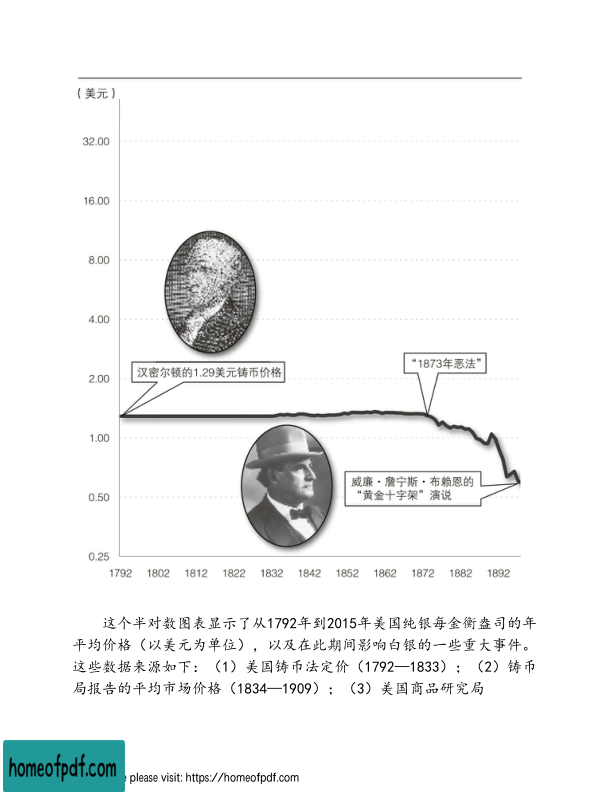 （美元）
32.00
16.00
8.00
4.00
2.00
1.00
0.50
0.25
汉密尔顿的1.29美元铸币价格
“1873年恶法”
威廉·詹宁斯·布赖恩的
“黄金十字架”演说
1792 1802 1812 1822 1832 1842 1852 1862 1872 1882 1892
这个半对数图表显示了从1792年到2015年美国纯银每金衡盎司的年
平均价格（以美元为单位），以及在此期间影响白银的一些重大事件。
这些数据来源如下：（1）美国铸币法定价（1792—1833）；（2）铸币
局报告的平均市场价格（1834—1909）；（3）美国商品研究局
homeofpdf.com
please visit: https://homeofpdf.com